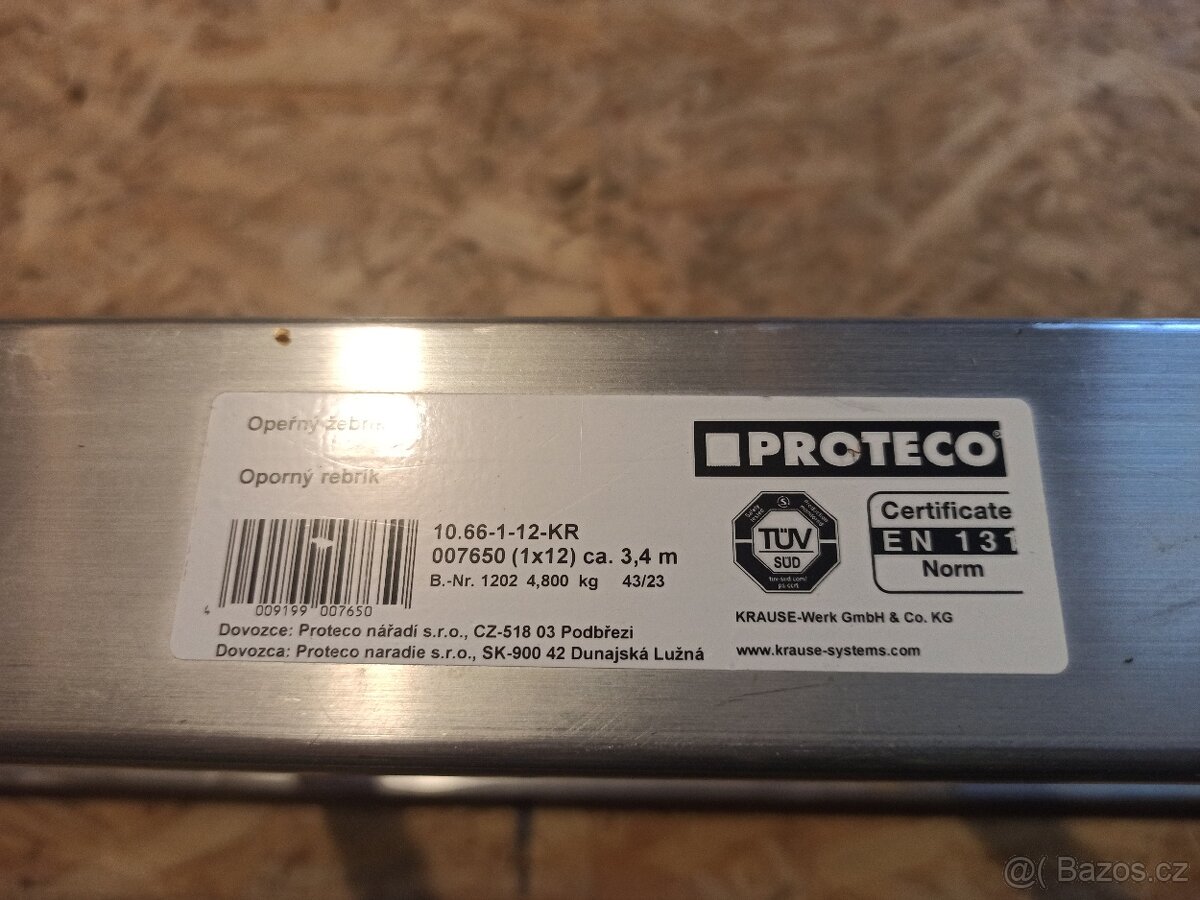 Opěrný žebřík
Oporný rebrík
PROTECO®
10.66-1-12-KR
007650 (1x12) ca. 3,4 m
B.-Nr. 1202 4,800 kg 43/23
4 009199 007650
TÜV
SÜD
Certificate
EN 131
Norm
KRAUSE-Werk GmbH & Co. KG
www.krause-systems.com
Dovozce: Proteco nářadí s.r.o., CZ-518 03 Podbřezi
Dovozca: Proteco naradie s.r.o., SK-900 42 Dunajská Lužná
@( Bazos.cz